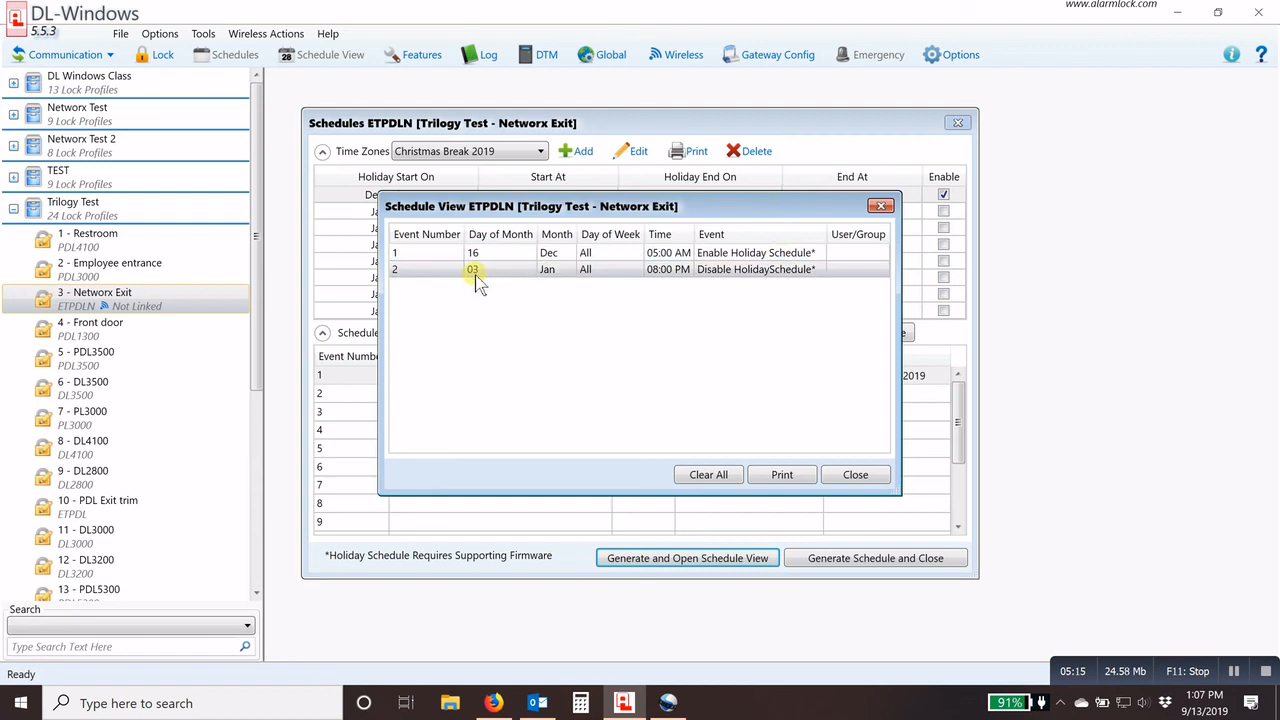 DL-Windows
www.alarmlock.com
5.5.3
File Options Tools Wireless Actions Help
Communication Lock Schedules 28 Schedule View Features Log DTM Global Wireless Gateway Config Emergency Options
DL Windows Class
13 Lock Profiles
Networx Test
9 Lock Profiles
Networx Test 2
8 Lock Profiles
TEST
9 Lock Profiles
Trilogy Test
24 Lock Profiles
1 - Restroom
PDL4100
2 - Employee entrance
PDL3000
3 - Networx Exit
ETPDLN Not Linked
4 - Front door
PDL1300
5 - PDL3500
PDL3500
6 - DL3500
DL3500
7 - PL3000
PL3000
8 - DL4100
DL4100
9 - DL2800
DL2800
10 - PDL Exit trim
ETPDL
11 - DL3000
DL3000
12 - DL3200
DL3200
13 - PDL5300
Search
Type Search Text Here
Ready
Schedules ETPDLN [Trilogy Test - Networx Exit]
Time Zones Christmas Break 2019 Add Edit Print Delete
Holiday Start On Start At Holiday End On End At Enable
De
Ja
Ja
Ja
Ja
Ja
Ja
Ja
Schedule View ETPDLN [Trilogy Test - Networx Exit]
Event Number Day of Month Month Day of Week Time Event User/Group
1 16 Dec All 05:00 AM Enable Holiday Schedule*
2 03 Jan All 08:00 PM Disable HolidaySchedule*
Clear All Print Close
Schedule
e
Event Numbe
1 2019
2
3
4
5
6
7
8
9
*Holiday Schedule Requires Supporting Firmware Generate and Open Schedule View Generate Schedule and Close
05:15 24.58 MB F11: Stop
Type here to search
91%
1:07 PM
9/13/2019